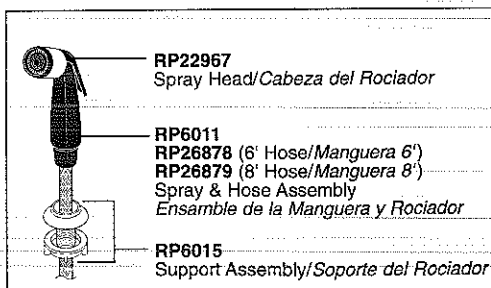 RP22967
Spray Head/Cabeza del Rociador
RP6011
RP26878 (6' Hose/Manguera 6')
RP26879 (8' Hose/Manguera 8')
Spray & Hose Assembly
Ensamble de la Manguera y Rociador
RP6015
Support Assembly/Soporte del Rociador